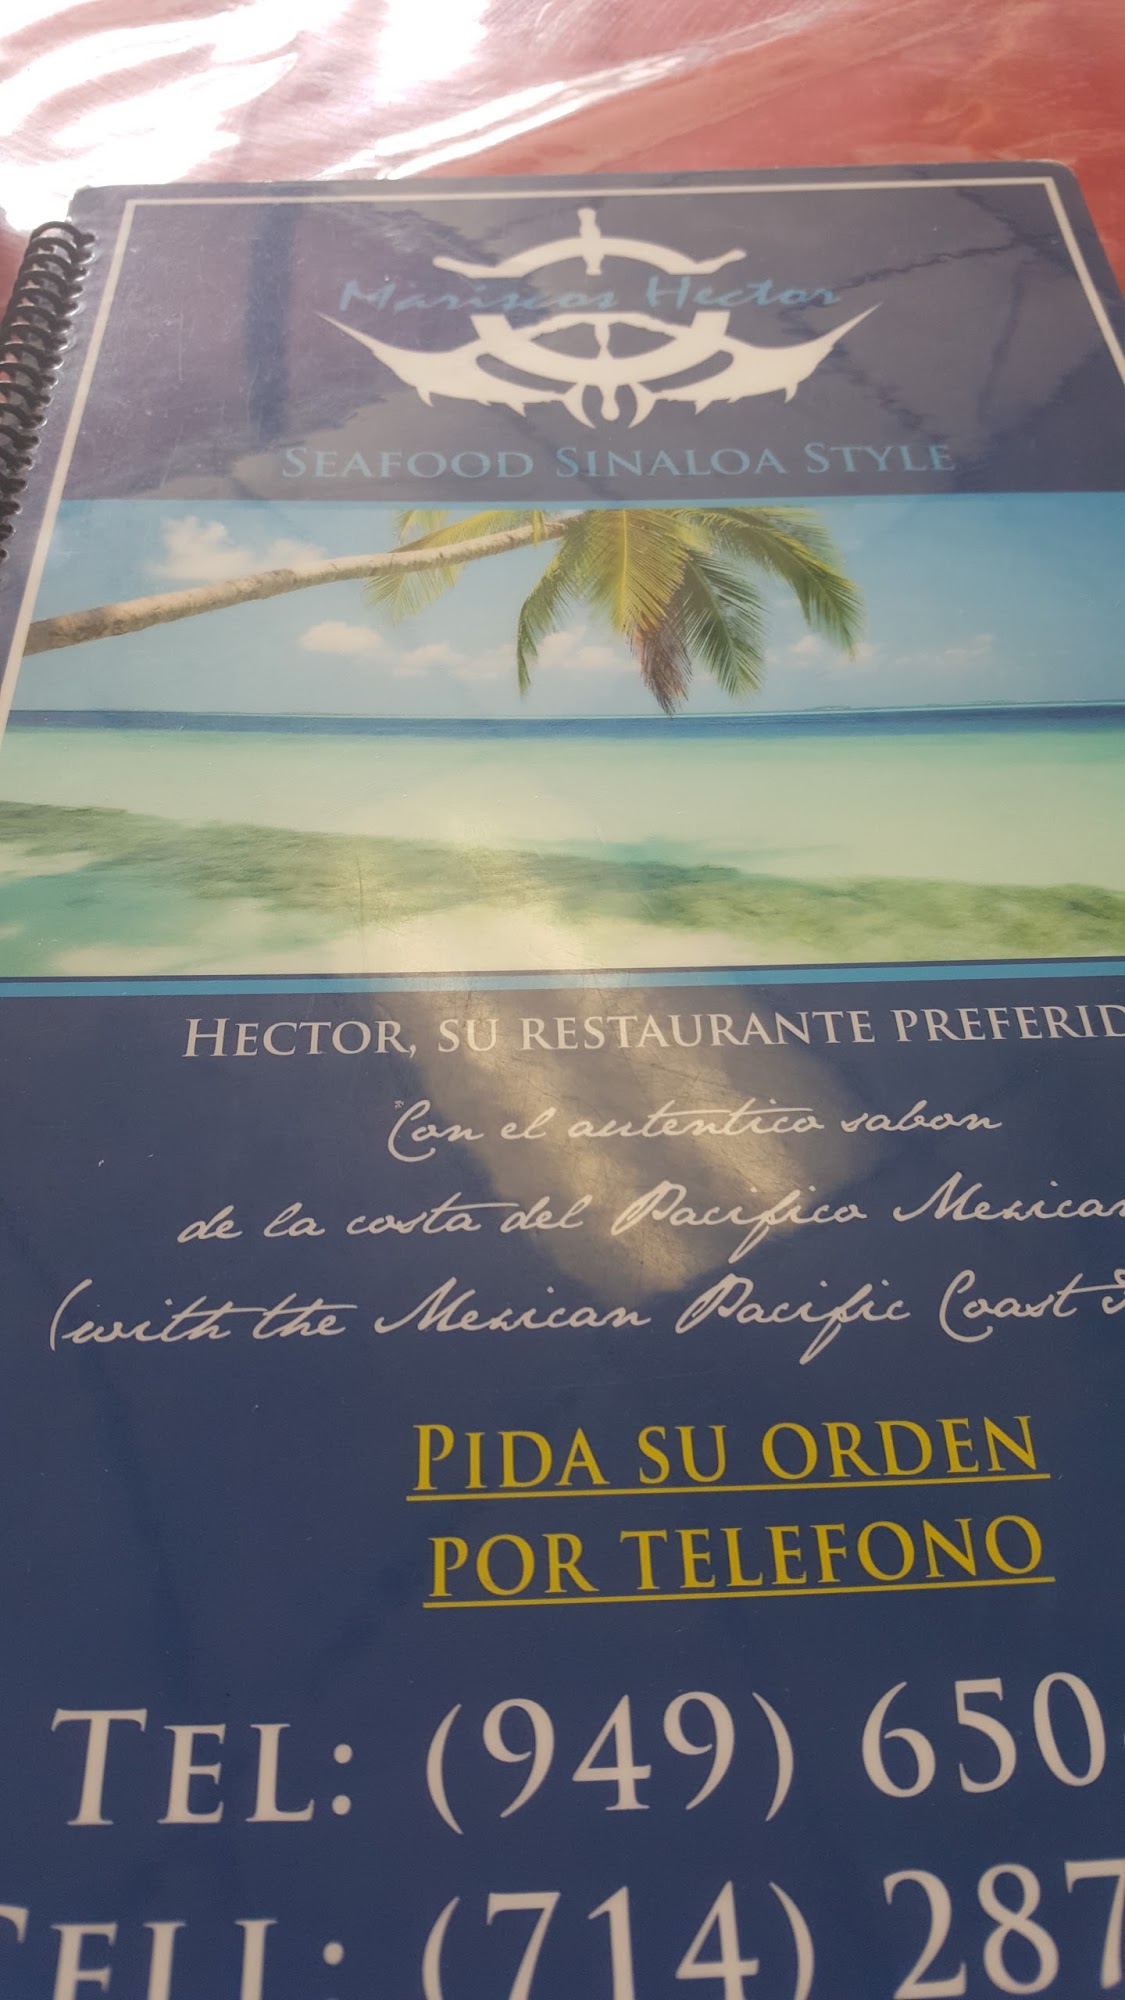 Mariscos Hector
SEAFOOD SINALOA STYLE
HECTOR, SU RESTAURANTE PREFERID
"Con el autentico sabor
de la costa del Pacifico Mexican
(with the Mexican Pacific Coast
PIDA SU ORDEN
POR TELEFONO
TEL: (949) 650
CELL: (714) 287